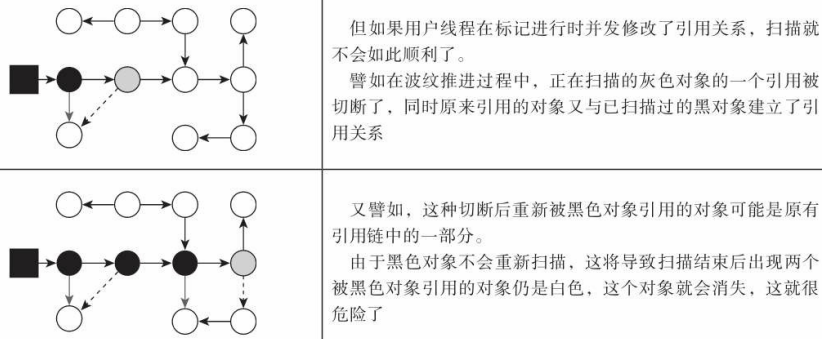 但如果用户线程在标记进行时并发修改了引用关系，扫描就
不会如此顺利了。
譬如在波纹推进过程中，正在扫描的灰色对象的一个引用被
切断了，同时原来引用的对象又与已扫描过的黑对象建立了引
用关系
又譬如，这种切断后重新被黑色对象引用的对象可能是原有
引用链中的一部分。
由于黑色对象不会重新扫描，这将导致扫描结束后出现两个
被黑色对象引用的对象仍是白色，这个对象就会消失，这就很
危险了